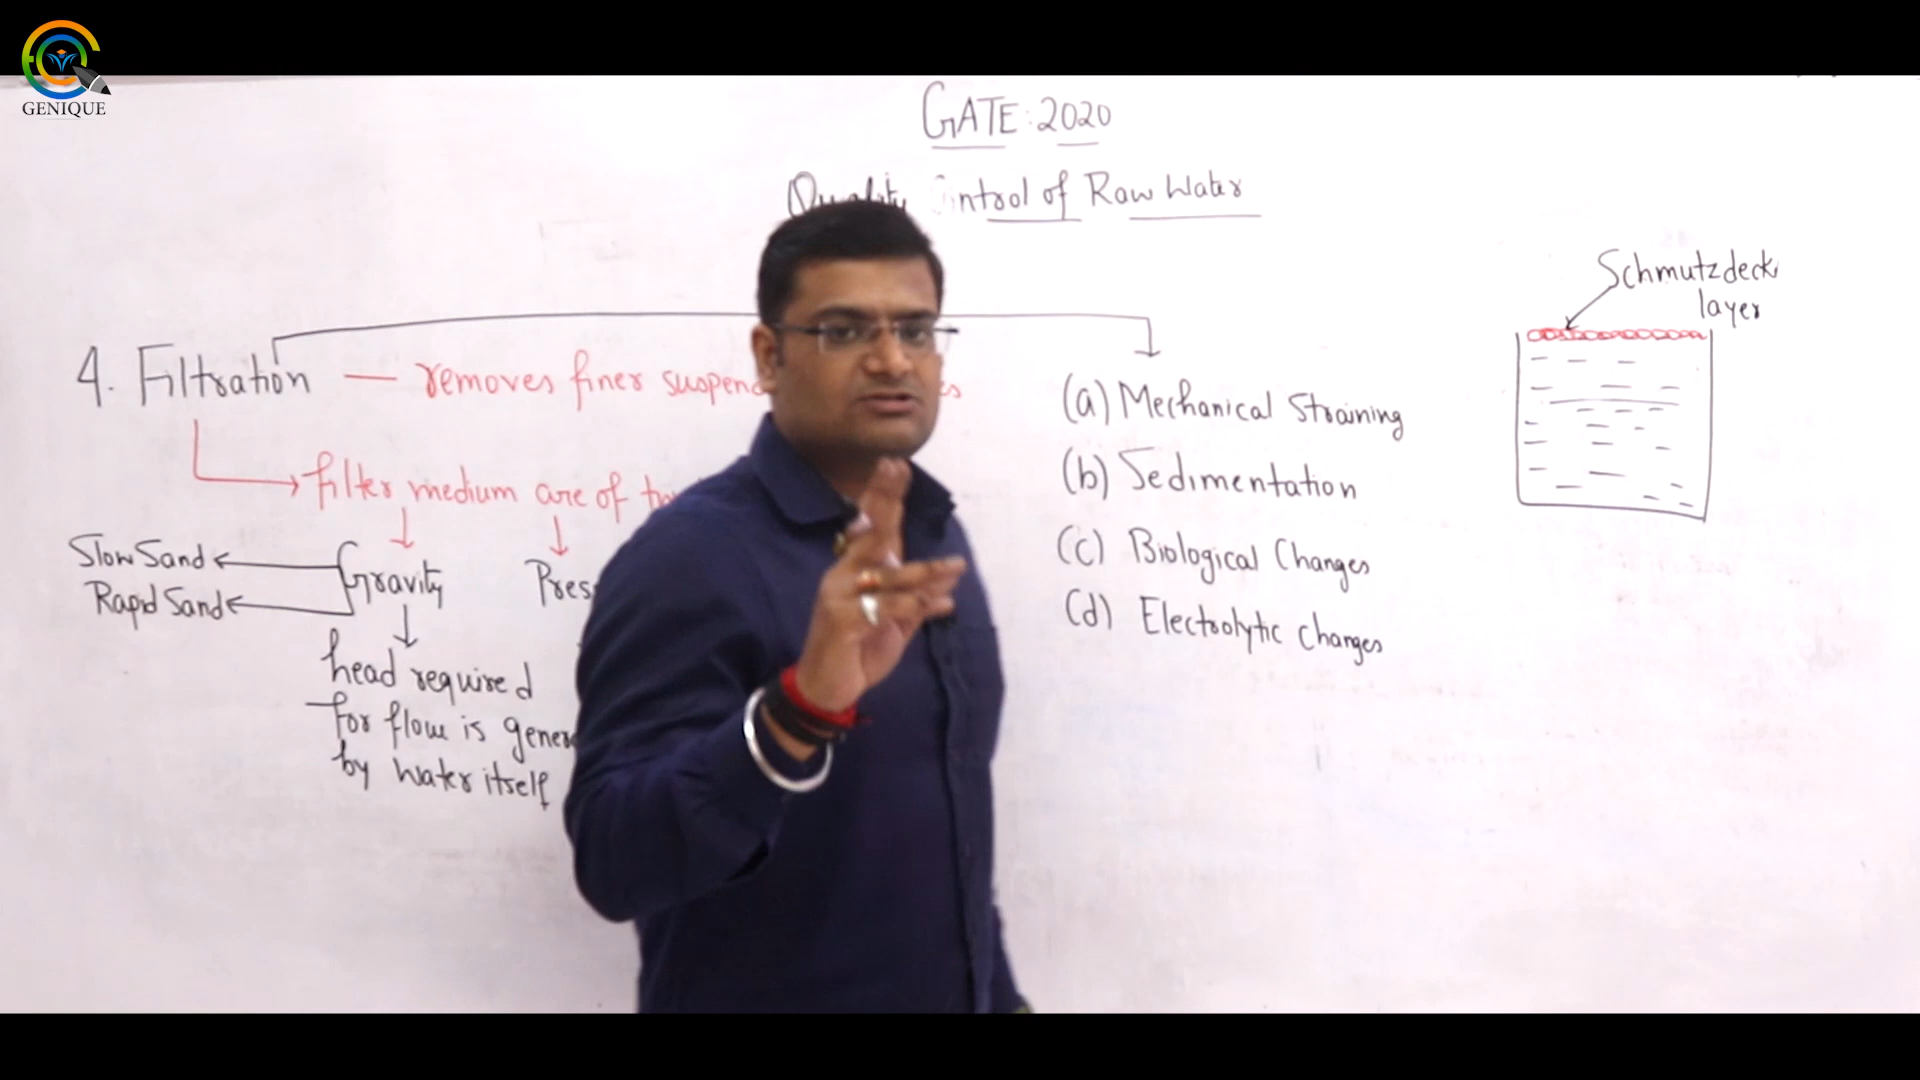 GENIQUE
GATE: 2020
Quality Control of Raw Water
Schmutzdeck
layer
4. Filtration — removes finer suspend
(a) Mechanical Straining
filter medium are of
(b) Sedimentation
Slow Sand
Gravity
Pres
(c) Biological Changes
Rapid Sand
(d) Electrolytic Changes
head required
for flow is gener
by water itself